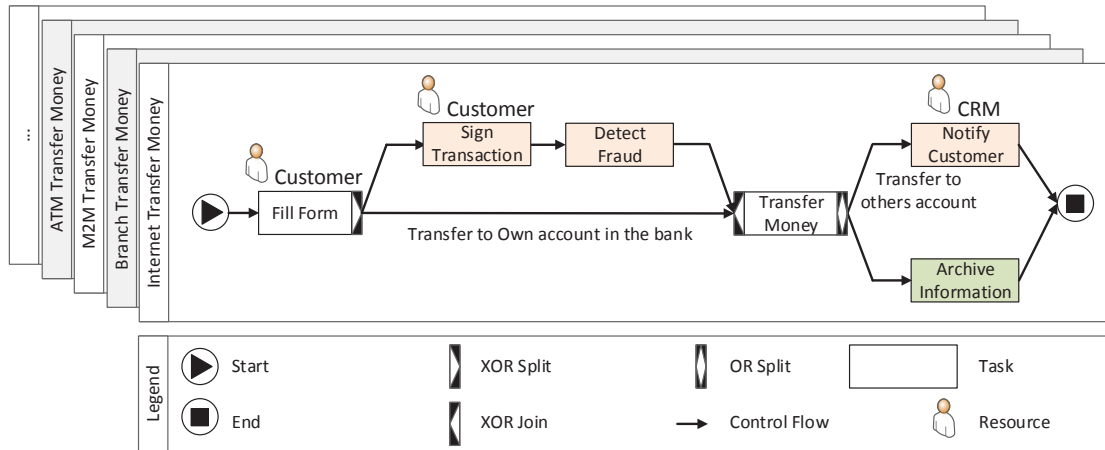 ...
ATM Transfer Money
M2M Transfer Money
Branch Transfer Money
Internet Transfer Money
Customer
Fill Form
Customer
Sign
Transaction
Detect
Fraud
Transfer to Own account in the bank
Transfer
Money
CRM
Notify
Customer
Transfer to
others account
Archive
Information
Legend
Start
XOR Split
OR Split
Task
End
XOR Join
Control Flow
Resource